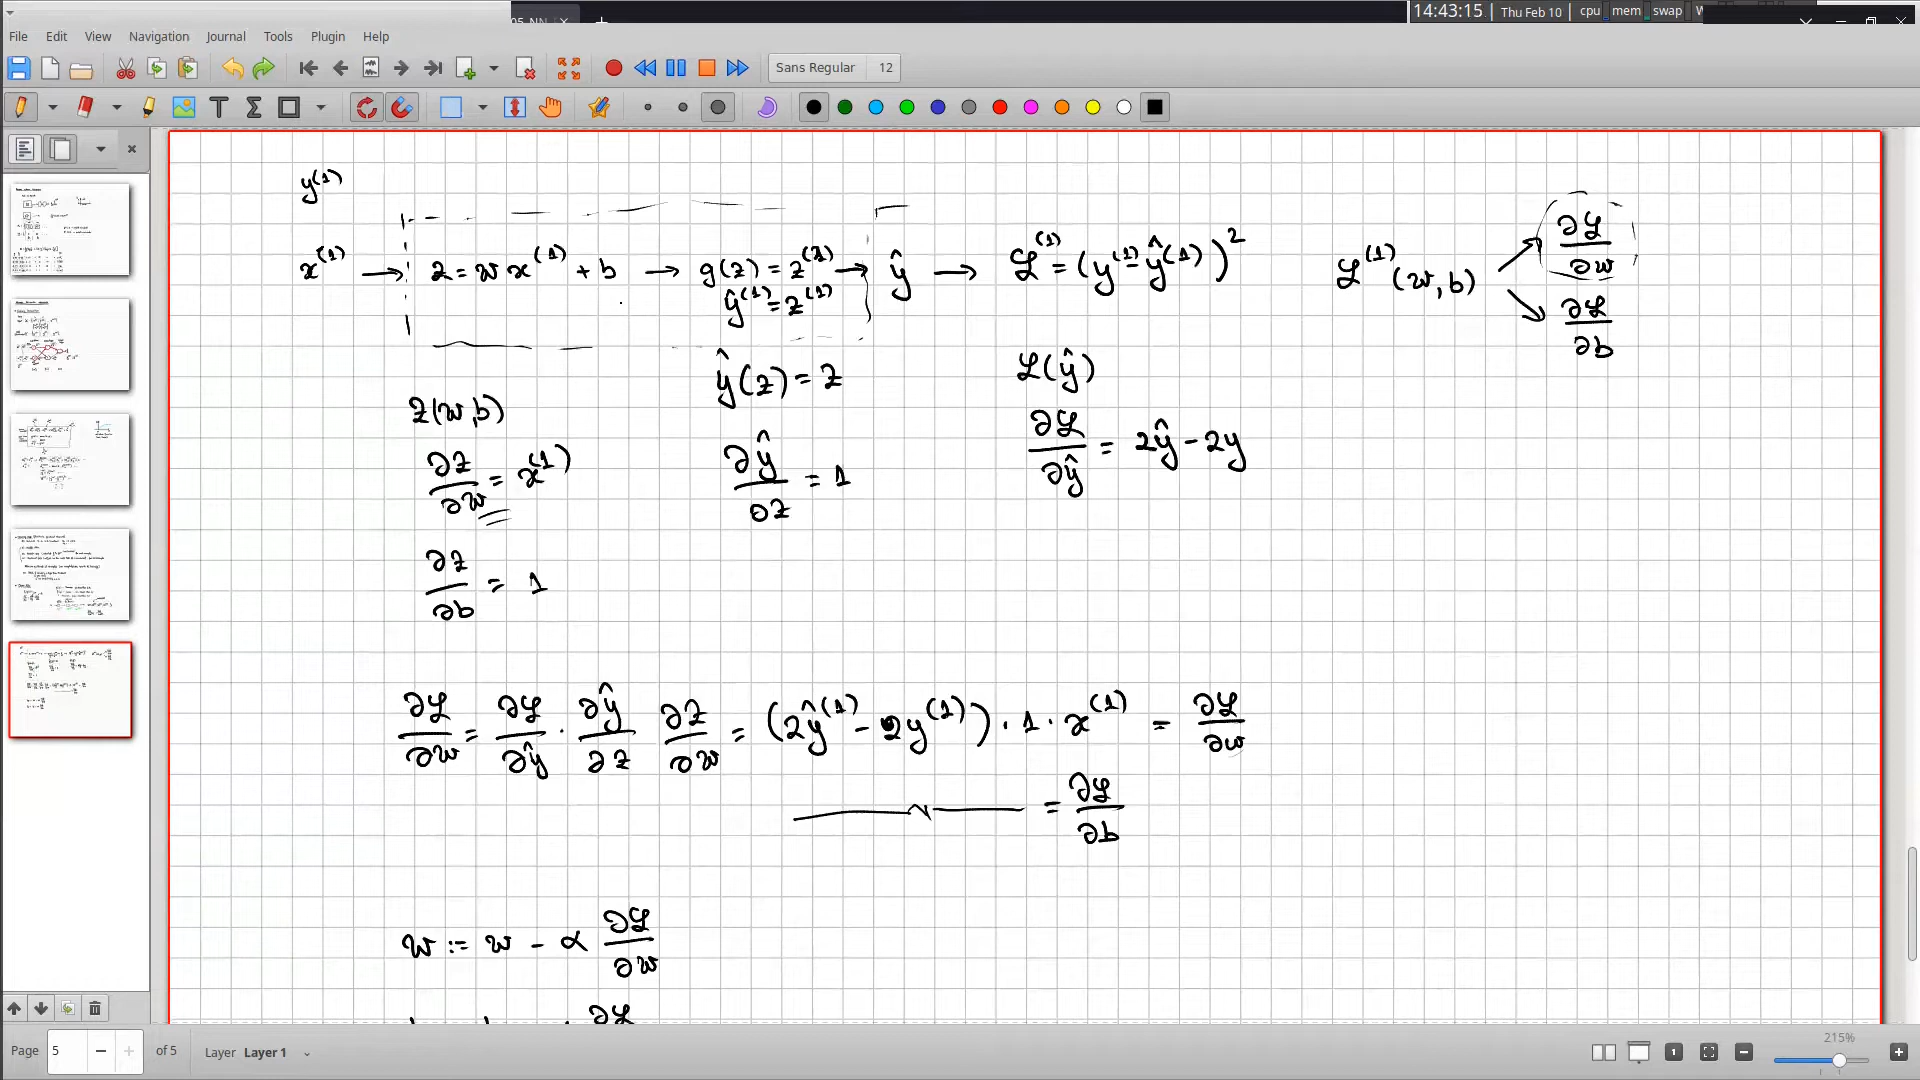 05_NN_
14:43:15 | Thu Feb 10 | cpu mem swap
File Edit View Navigation Journal Tools Plugin Help
Sans Regular 12
y^(1)
x^(1) → z = w x^(1) + b → g(z) = z^(1) → ŷ → ℒ^(1) = (y^(1) - ŷ^(1))^2
ŷ^(1) = z^(1)
ℒ^(1)(w, b)
∂ℒ/∂w
∂ℒ/∂b
ŷ(z) = z
ℒ(ŷ)
z(w,b)
∂z/∂w = x^(1)
∂ŷ/∂z = 1
∂ℒ/∂ŷ = 2ŷ - 2y
∂z/∂b = 1
∂ℒ/∂w = ∂ℒ/∂ŷ · ∂ŷ/∂z ∂z/∂w = (2ŷ^(1) - 2y^(1)) · 1 · x^(1) = ∂ℒ/∂w
= ∂ℒ/∂b
w := w - α ∂ℒ/∂w
∂ℒ
Page 5 of 5 Layer Layer 1
215%